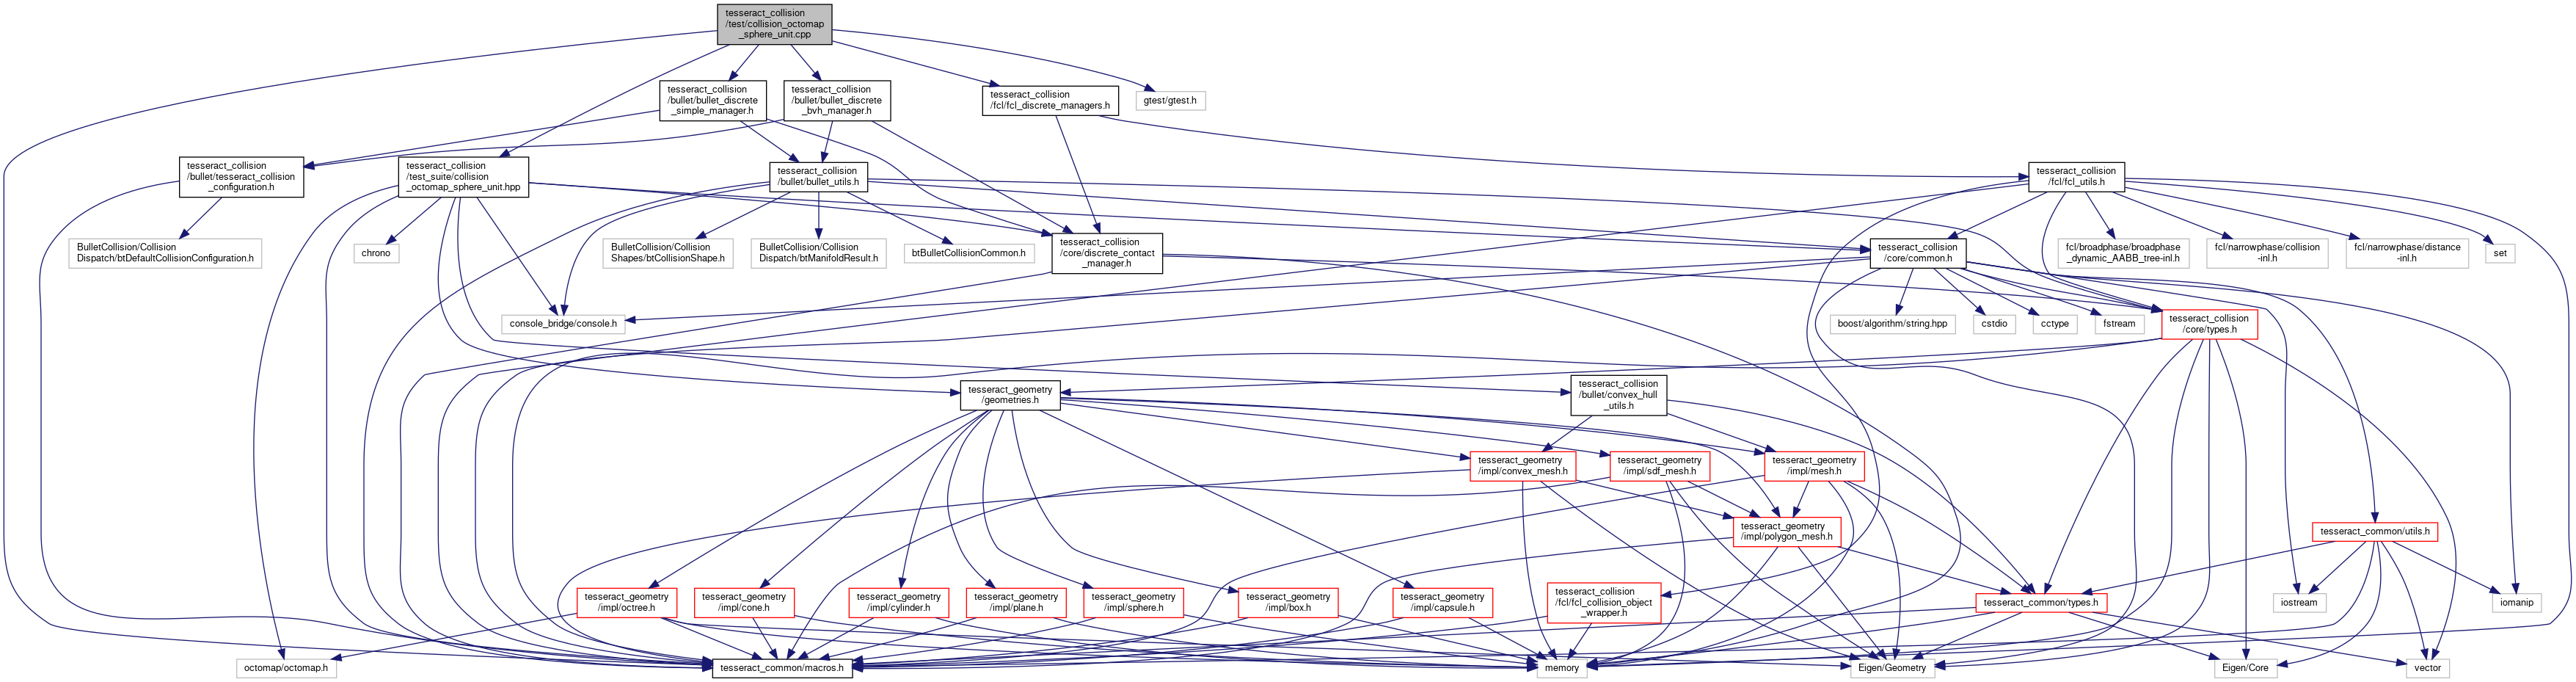 tesseract_collision
/test/collision_octomap
_sphere_unit.cpp
tesseract_collision
/bullet/bullet_discrete
_simple_manager.h
tesseract_collision
/bullet/bullet_discrete
_bvh_manager.h
tesseract_collision
/fcl/fcl_discrete_managers.h
gtest/gtest.h
tesseract_collision
/bullet/tesseract_collision
_configuration.h
tesseract_collision
/test_suite/collision
_octomap_sphere_unit.hpp
tesseract_collision
/bullet/bullet_utils.h
tesseract_collision
/fcl/fcl_utils.h
BulletCollision/Collision
Dispatch/btDefaultCollisionConfiguration.h
chrono
BulletCollision/Collision
Shapes/btCollisionShape.h
BulletCollision/Collision
Dispatch/btManifoldResult.h
btBulletCollisionCommon.h
tesseract_collision
/core/discrete_contact
_manager.h
tesseract_collision
/core/common.h
fcl/broadphase/broadphase
_dynamic_AABB_tree-inl.h
fcl/narrowphase/collision
-inl.h
fcl/narrowphase/distance
-inl.h
set
console_bridge/console.h
boost/algorithm/string.hpp
cstdio
cctype
fstream
tesseract_collision
/core/types.h
tesseract_geometry
/geometries.h
tesseract_collision
/bullet/convex_hull
_utils.h
tesseract_geometry
/impl/convex_mesh.h
tesseract_geometry
/impl/sdf_mesh.h
tesseract_geometry
/impl/mesh.h
tesseract_geometry
/impl/polygon_mesh.h
tesseract_common/utils.h
tesseract_geometry
/impl/octree.h
tesseract_geometry
/impl/cone.h
tesseract_geometry
/impl/cylinder.h
tesseract_geometry
/impl/plane.h
tesseract_geometry
/impl/sphere.h
tesseract_geometry
/impl/box.h
tesseract_geometry
/impl/capsule.h
tesseract_collision
/fcl/fcl_collision_object
_wrapper.h
tesseract_common/types.h
iostream
iomanip
octomap/octomap.h
tesseract_common/macros.h
memory
Eigen/Geometry
Eigen/Core
vector